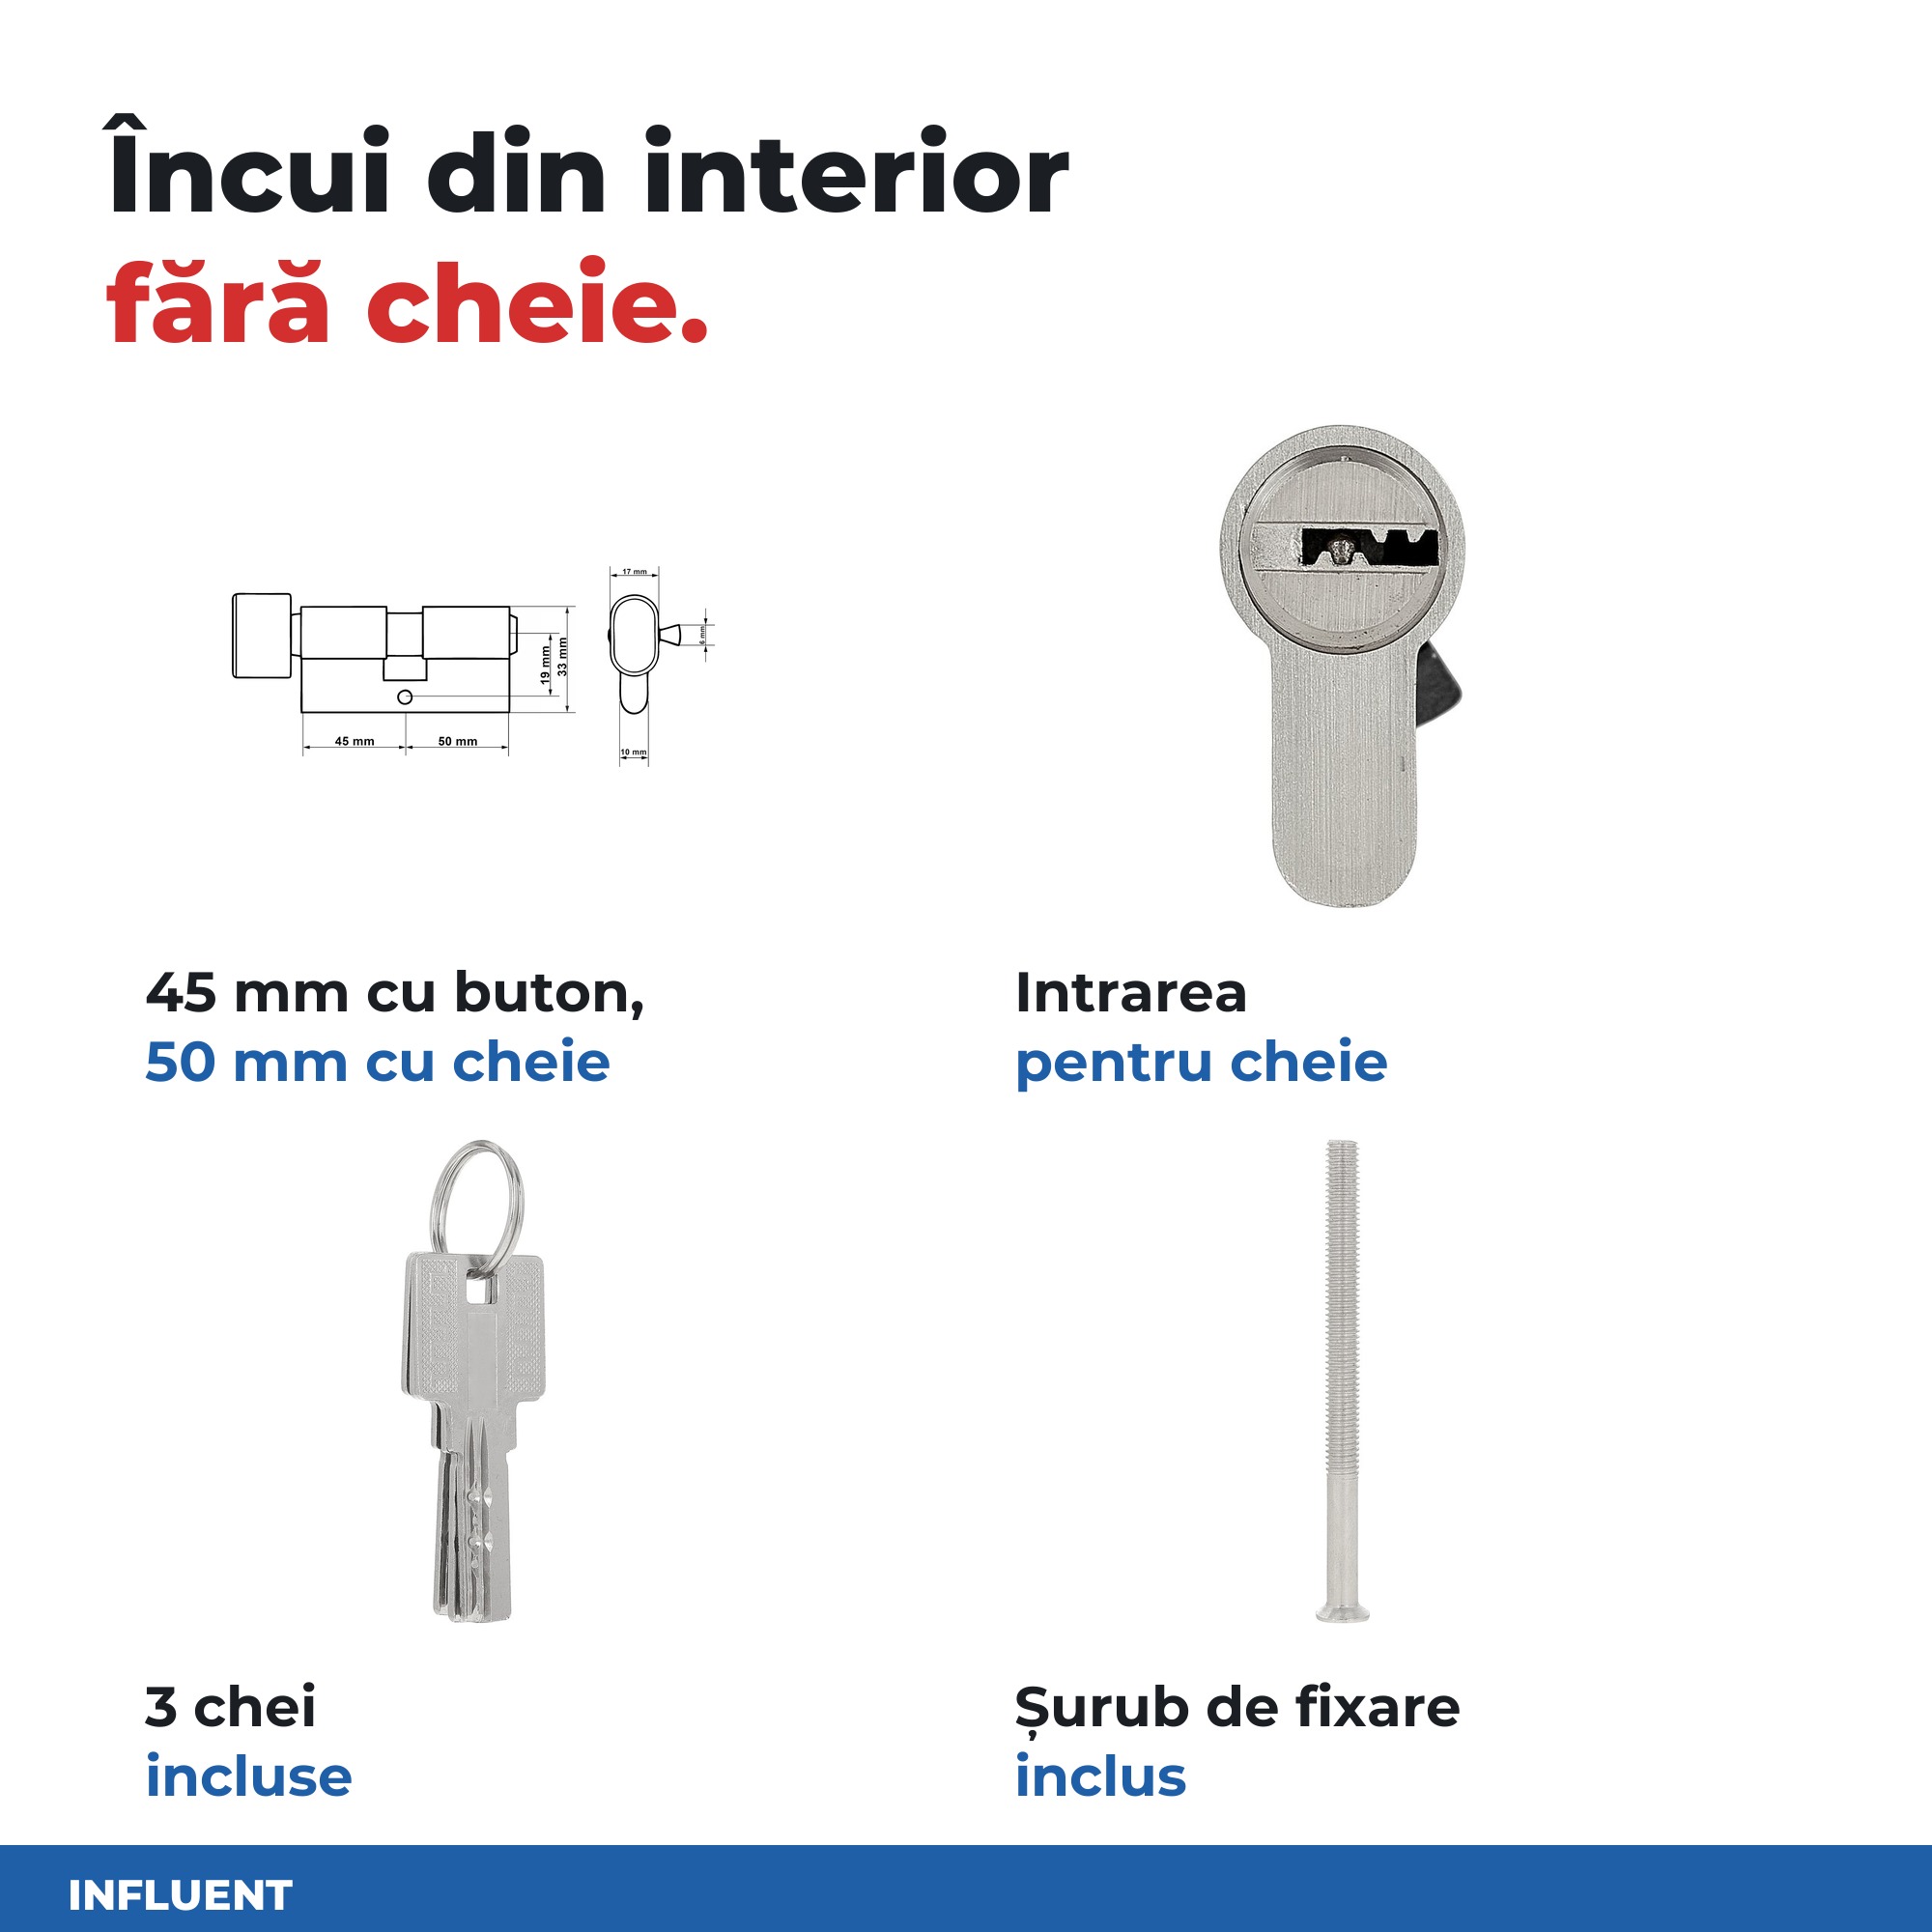 Încui din interior
fără cheie.
17 mm
6 mm
19 mm
33 mm
45 mm
50 mm
10 mm
45 mm cu buton,
50 mm cu cheie
Intrarea
pentru cheie
3 chei
incluse
Șurub de fixare
inclus
INFLUENT